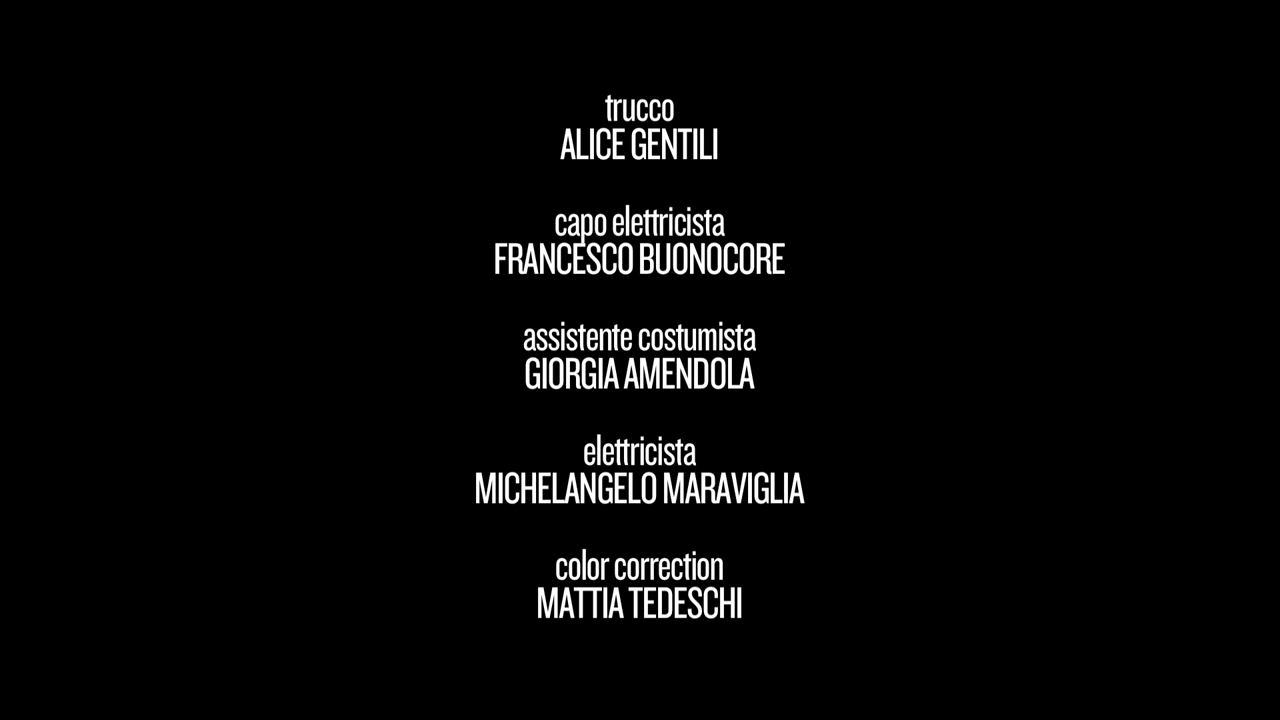 trucco
ALICE GENTILI
capo elettricista
FRANCESCO BUONOCORE
assistente costumista
GIORGIA AMENDOLA
elettricista
MICHELANGELO MARAVIGLIA
color correction
MATTIA TEDESCHI